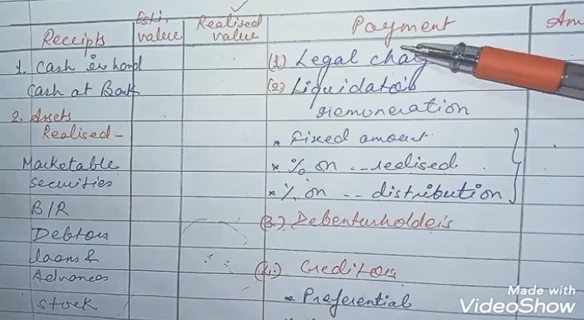 Receipts Esti. value Realised value Payment Am
1. Cash in hand (1) Legal cha
Cash at Bank (2) Liquidator's
remuneration
2. Assets
Realised -
* fixed amount
Marketable * % on .. realised
Securities * % on .. distribution
B/R (3.) Debentureholders
Debtors
Loans &
Advances (4.) Creditors
Stock * Preferential
Made with
VideoShow